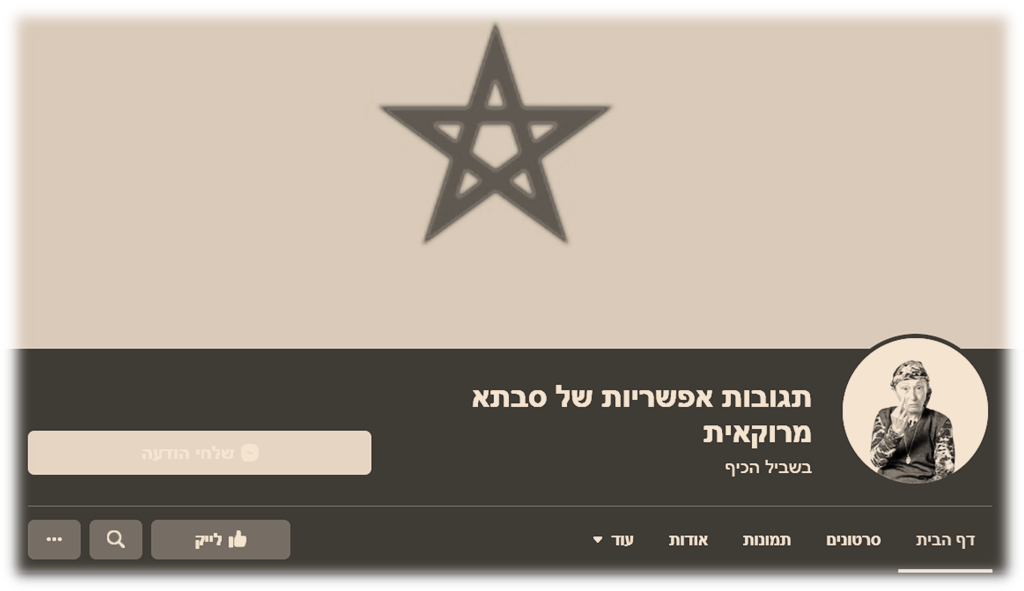 תגובות אפשריות של סבתא
מרוקאית
בשביל הכיף
שלחי הודעה
דף הבית סרטונים תמונות אודות עוד לייק